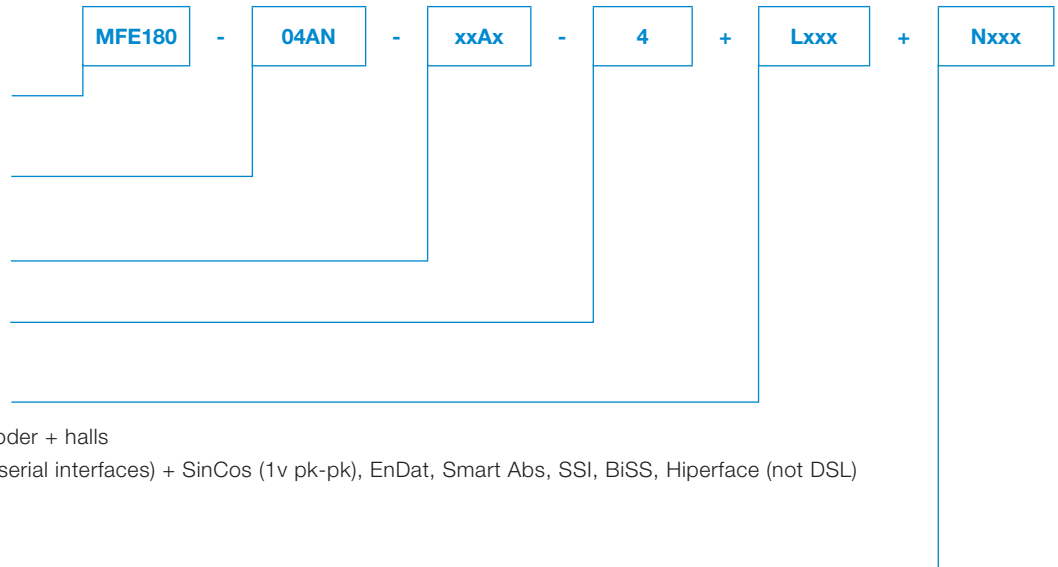 MFE180 - 04AN - xxAx - 4 + Lxxx + Nxxx
oder + halls
serial interfaces) + SinCos (1v pk-pk), EnDat, Smart Abs, SSI, BiSS, Hiperface (not DSL)